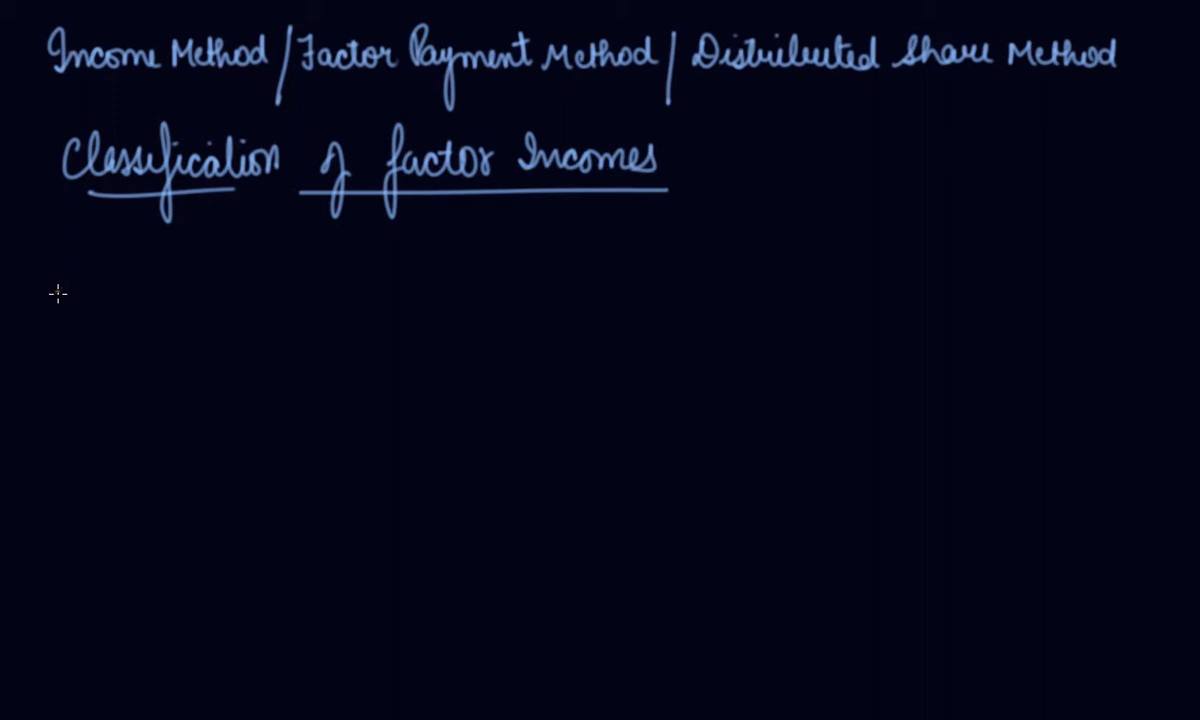 Income Method / Factor Payment Method / Distributed Share Method
Classification of factor Incomes